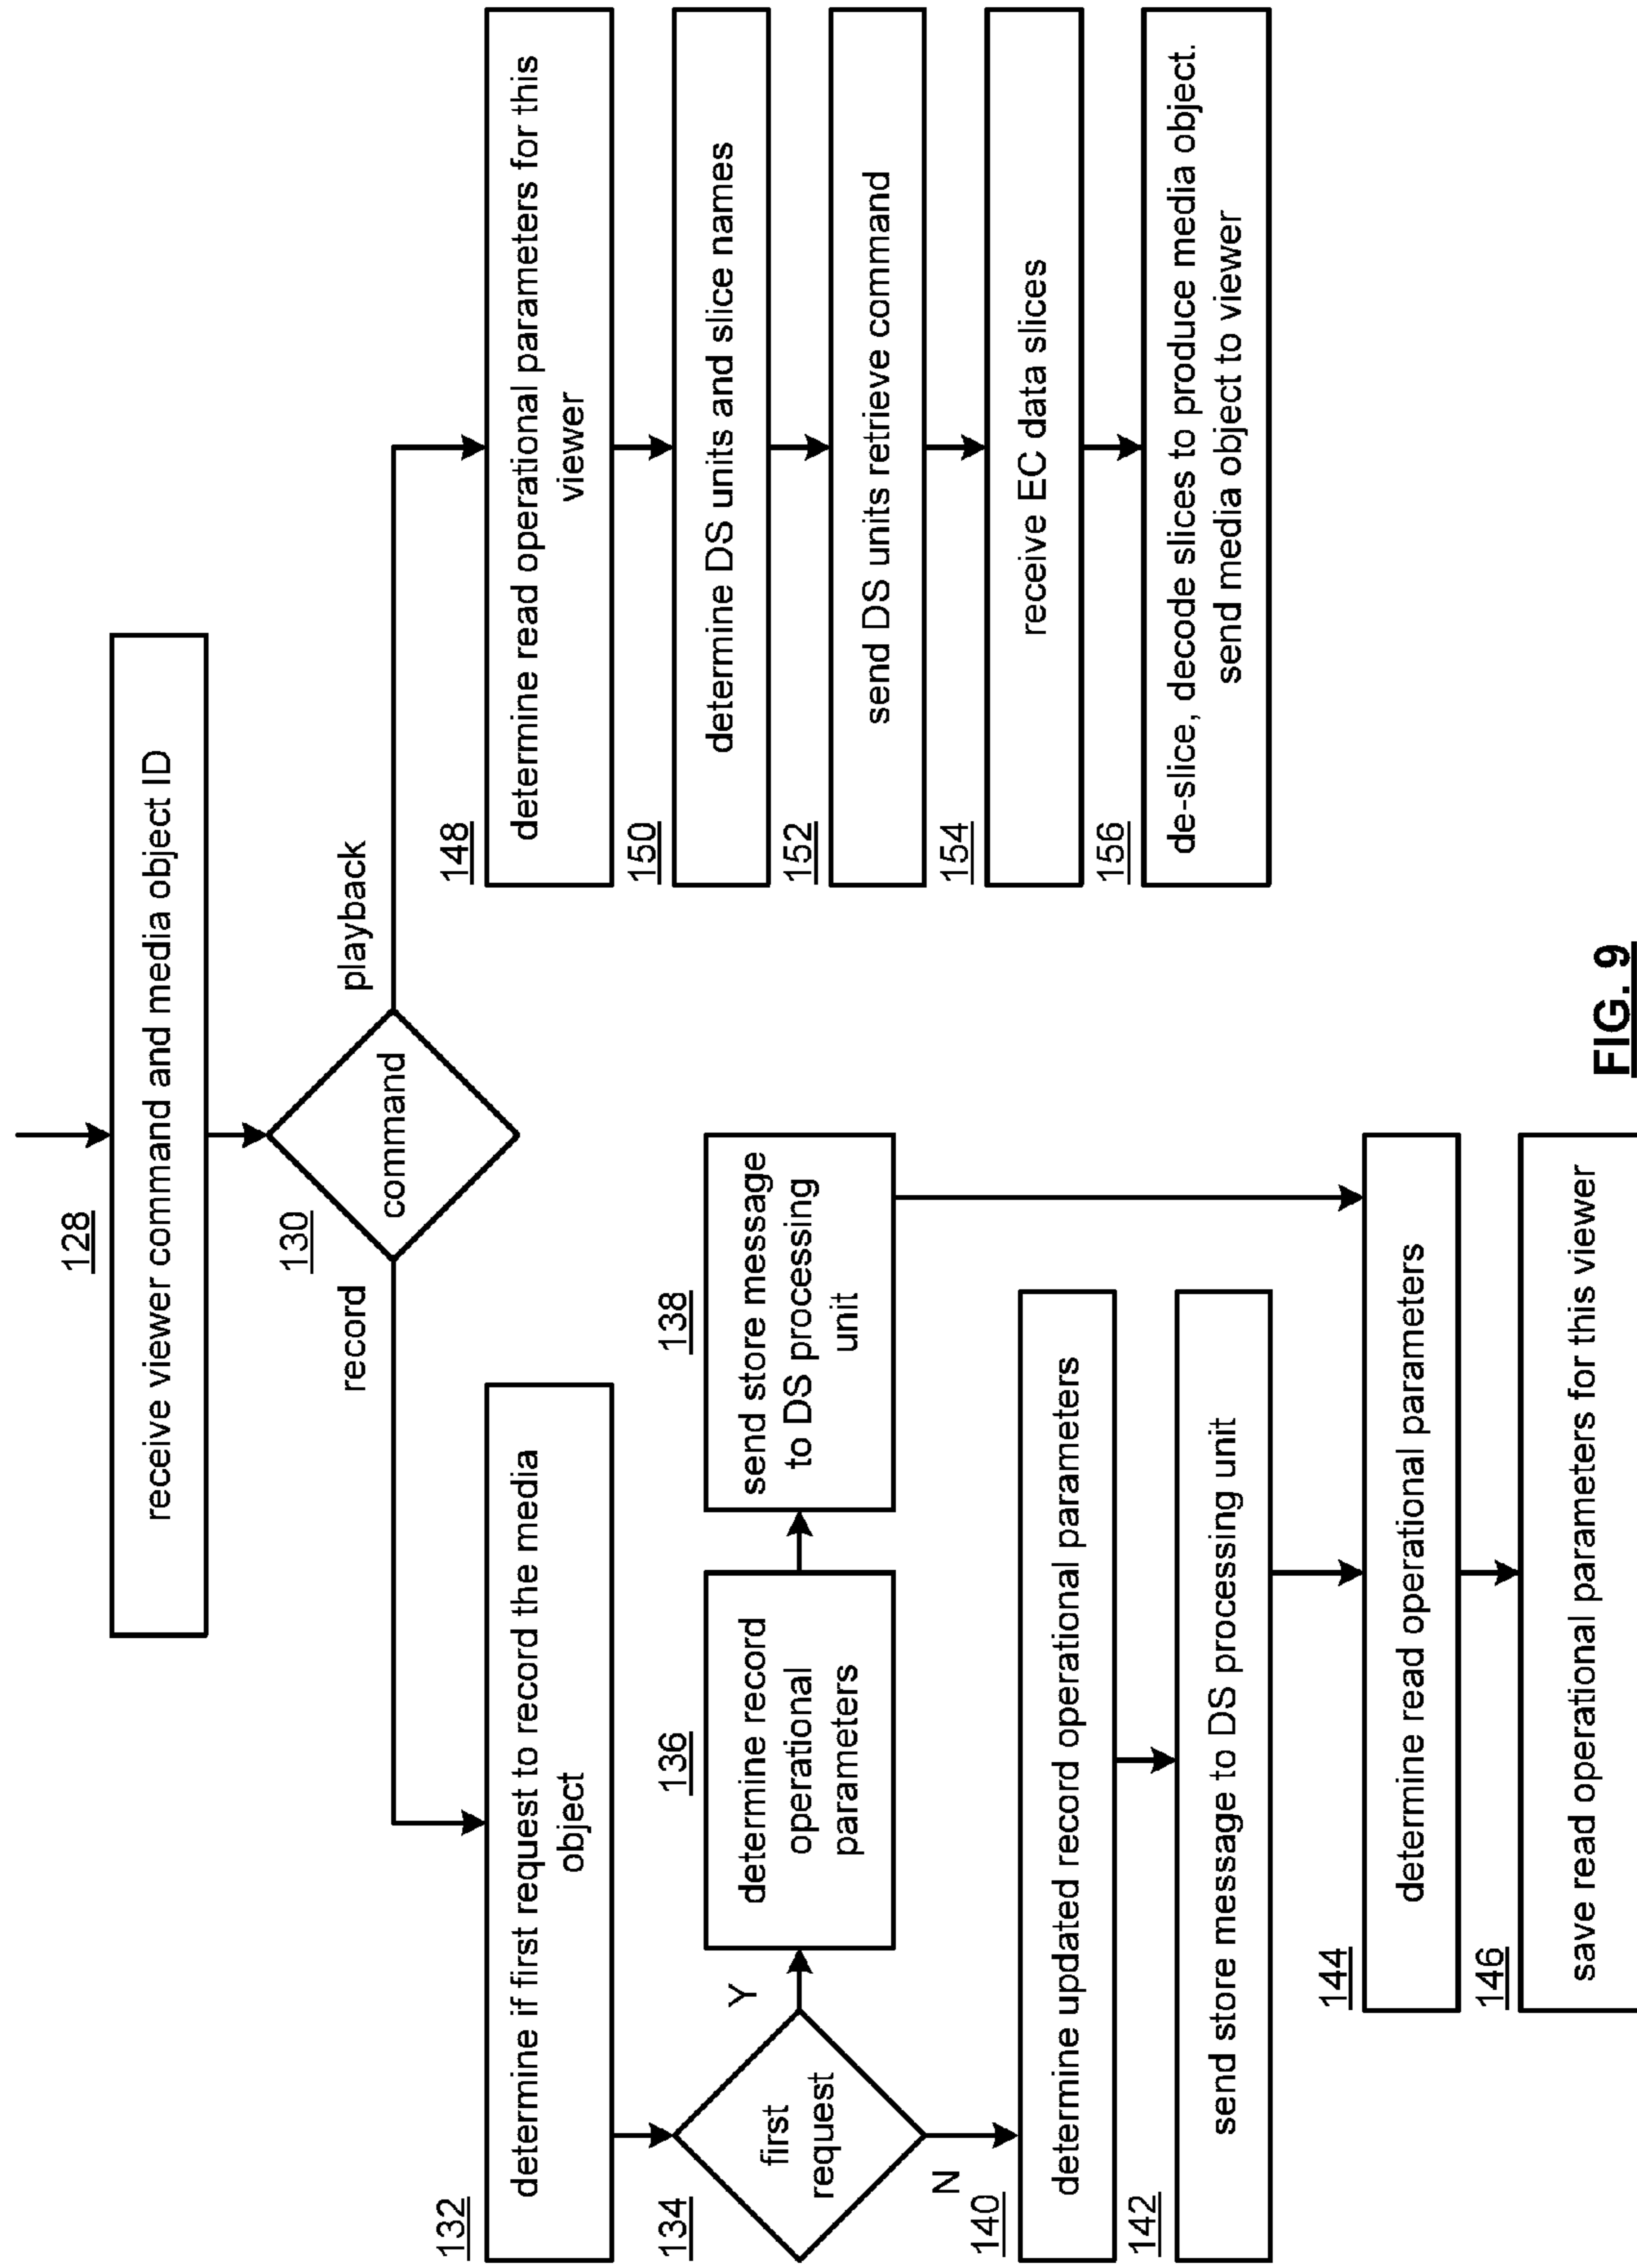 128
receive viewer command and media object ID
130
command
record
playback
132
determine if first request to record the media
object
134
first
request
Y
N
136
determine record
operational
parameters
138
send store message
to DS processing
unit
140
determine updated record operational parameters
142
send store message to DS processing unit
144
determine read operational parameters
146
save read operational parameters for this viewer
148
determine read operational parameters for this
viewer
150
determine DS units and slice names
152
send DS units retrieve command
154
receive EC data slices
156
de-slice, decode slices to produce media object.
send media object to viewer
FIG. 9